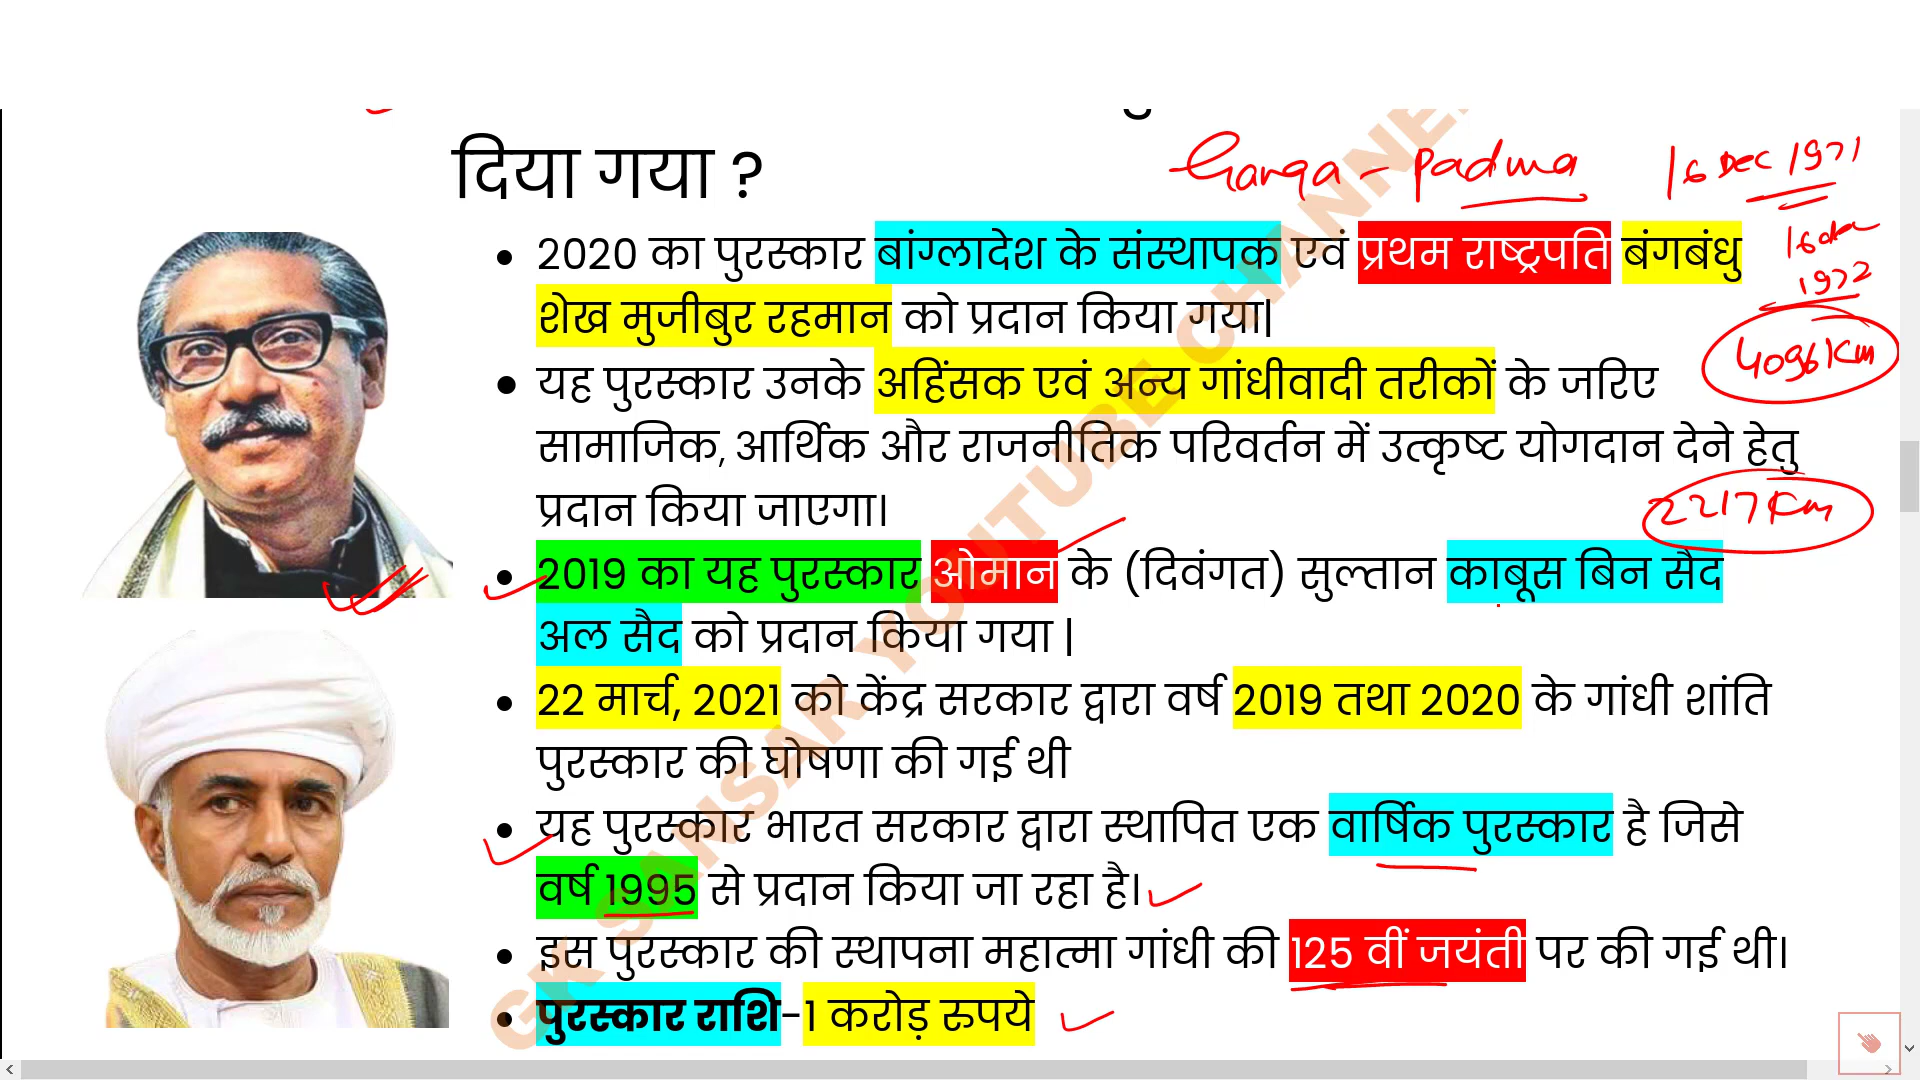 दिया गया ?
Ganga - Padma
16 Dec 1971
• 2020 का पुरस्कार बांग्लादेश के संस्थापक एवं प्रथम राष्ट्रपति बंगबंधु
1972
शेख मुजीबुर रहमान को प्रदान किया गया|
4096 Km
• यह पुरस्कार उनके अहिंसक एवं अन्य गांधीवादी तरीकों के जरिए
सामाजिक, आर्थिक और राजनीतिक परिवर्तन में उत्कृष्ट योगदान देने हेतु
प्रदान किया जाएगा।
2217 Km
• 2019 का यह पुरस्कार ओमान के (दिवंगत) सुल्तान काबूस बिन सैद
अल सैद को प्रदान किया गया |
• 22 मार्च, 2021 को केंद्र सरकार द्वारा वर्ष 2019 तथा 2020 के गांधी शांति
पुरस्कार की घोषणा की गई थी
• यह पुरस्कार भारत सरकार द्वारा स्थापित एक वार्षिक पुरस्कार है जिसे
वर्ष 1995 से प्रदान किया जा रहा है।
• इस पुरस्कार की स्थापना महात्मा गांधी की 125 वीं जयंती पर की गई थी।
• पुरस्कार राशि-1 करोड़ रुपये
GK SANSAR YOUTUBE CHANNEL